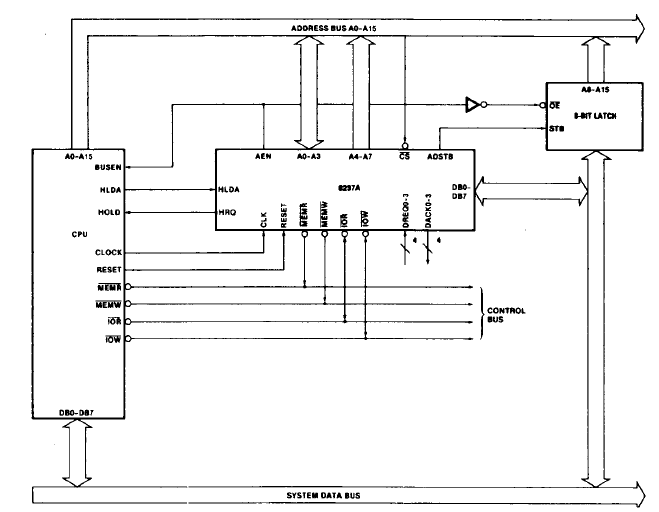 ADDRESS BUS A0-A15
A8-A15
OE
8-BIT LATCH
STB
A0-A15
BUSEN
HLDA
HOLD
CPU
CLOCK
RESET
MEMR
MEMW
IOR
IOW
DB0-DB7
AEN
A0-A3
A4-A7
CS
ADSTB
HLDA
8237A
DB0-
DB7
HRQ
CLK
RESET
MEMR
MEMW
IOR
IOW
DREQ0-3
DACK0-3
4
4
CONTROL
BUS
SYSTEM DATA BUS